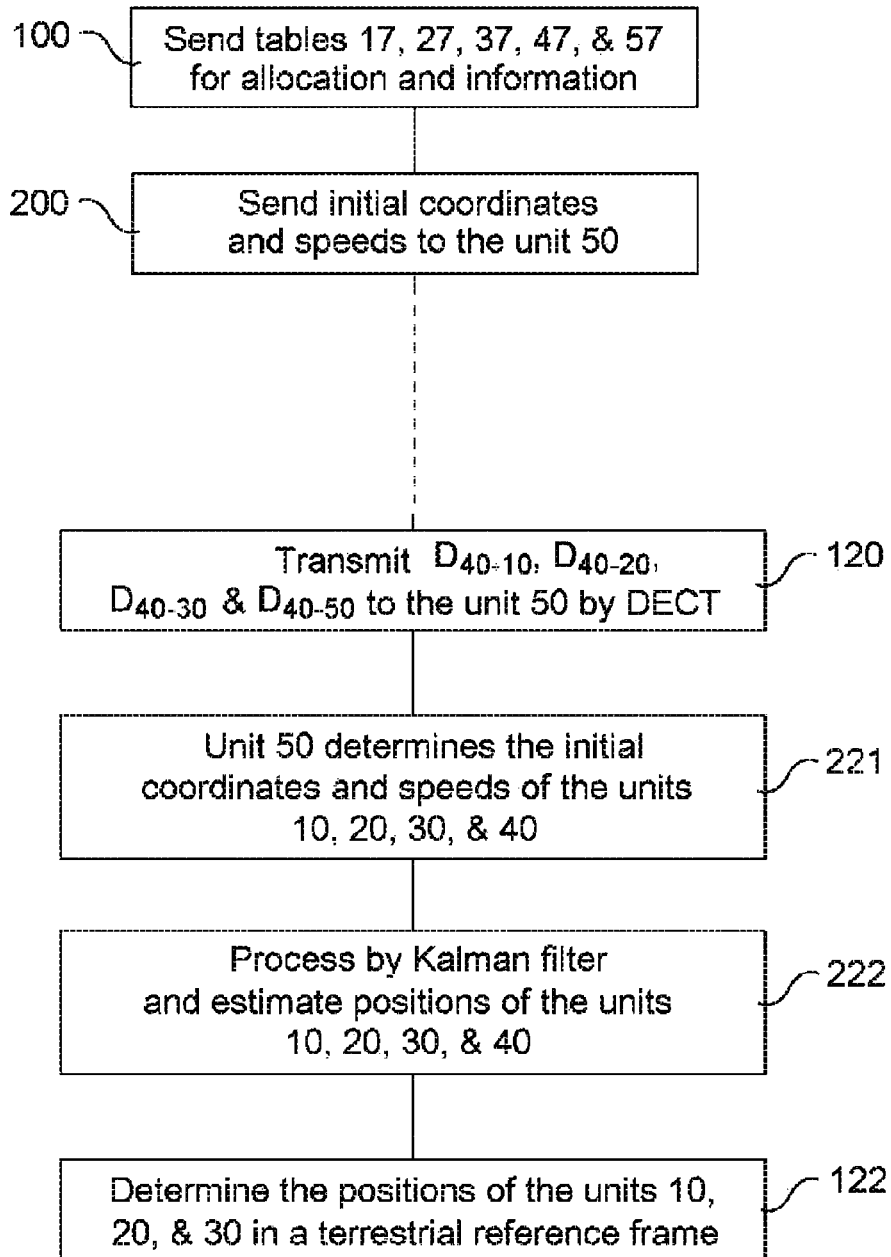 100
Send tables 17, 27, 37, 47, & 57
for allocation and information
200
Send initial coordinates
and speeds to the unit 50
Transmit D40-10, D40-20,
D40-30 & D40-50 to the unit 50 by DECT
120
Unit 50 determines the initial
coordinates and speeds of the units
10, 20, 30, & 40
221
Process by Kalman filter
and estimate positions of the units
10, 20, 30, & 40
222
Determine the positions of the units 10,
20, & 30 in a terrestrial reference frame
122